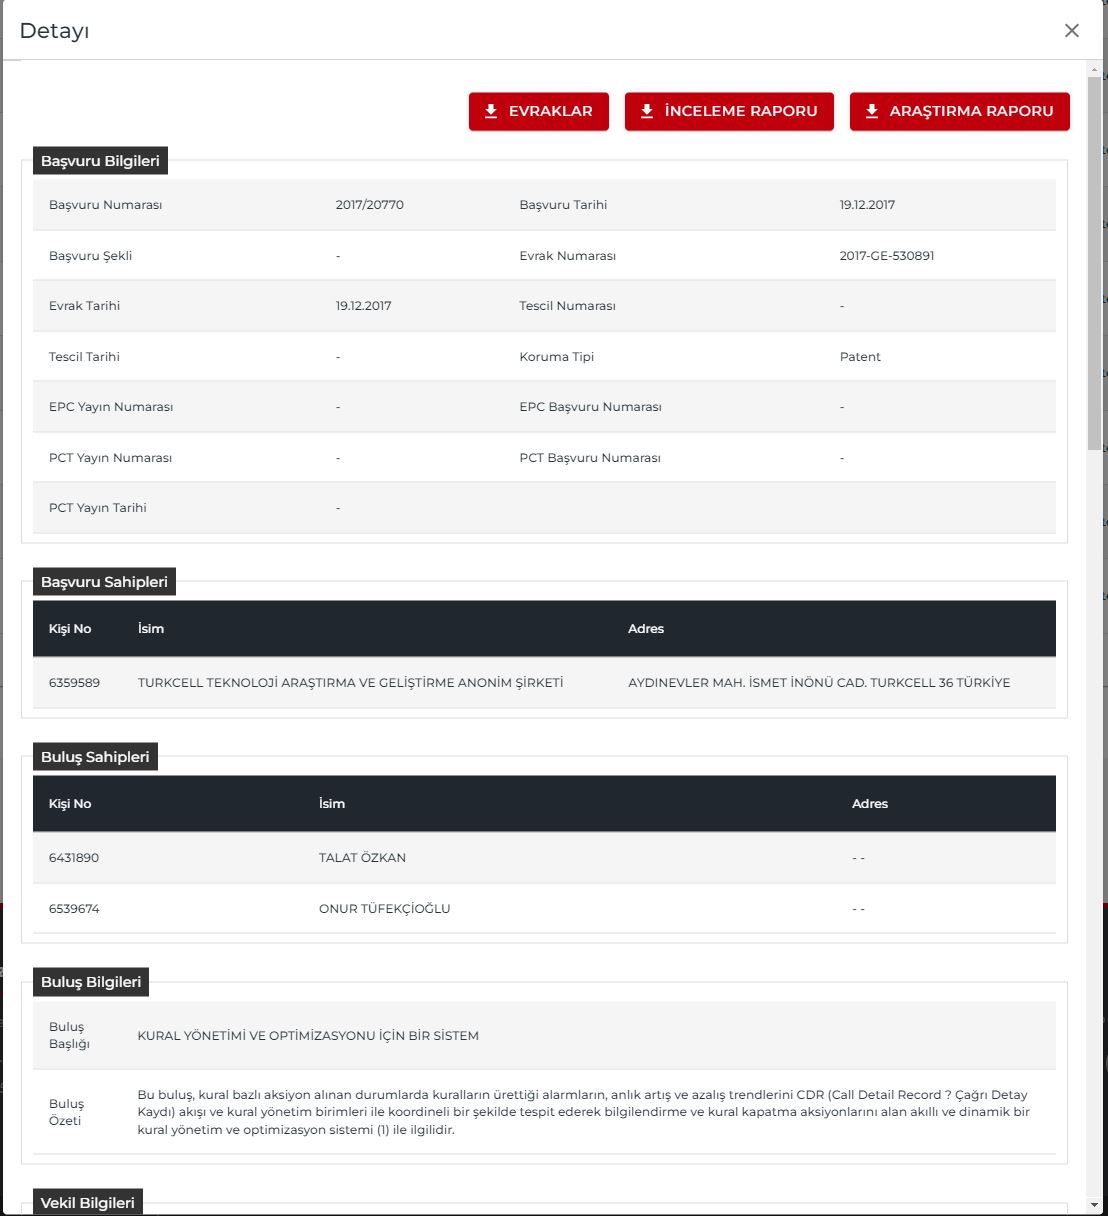 Detayı
EVRAKLAR İNCELEME RAPORU ARAŞTIRMA RAPORU
Başvuru Bilgileri
Başvuru Numarası 2017/20770 Başvuru Tarihi 19.12.2017
Başvuru Şekli - Evrak Numarası 2017-GE-530891
Evrak Tarihi 19.12.2017 Tescil Numarası -
Tescil Tarihi - Koruma Tipi Patent
EPC Yayın Numarası - EPC Başvuru Numarası -
PCT Yayın Numarası - PCT Başvuru Numarası -
PCT Yayın Tarihi -
Başvuru Sahipleri
Kişi No İsim Adres
6359589 TURKCELL TEKNOLOJİ ARAŞTIRMA VE GELİŞTİRME ANONİM ŞİRKETİ AYDINEVLER MAH. İSMET İNÖNÜ CAD. TURKCELL 36 TÜRKİYE
Buluş Sahipleri
Kişi No İsim Adres
6431890 TALAT ÖZKAN - -
6539674 ONUR TÜFEKÇİOĞLU - -
Buluş Bilgileri
Buluş
Başlığı
KURAL YÖNETİMİ VE OPTİMİZASYONU İÇİN BİR SİSTEM
Buluş
Özeti
Bu buluş, kural bazlı aksiyon alınan durumlarda kuralların ürettiği alarmların, anlık artış ve azalış trendlerini CDR (Call Detail Record ? Çağrı Detay
Kaydı) akışı ve kural yönetim birimleri ile koordineli bir şekilde tespit ederek bilgilendirme ve kural kapatma aksiyonlarını alan akıllı ve dinamik bir
kural yönetim ve optimizasyon sistemi (1) ile ilgilidir.
Vekil Bilgileri